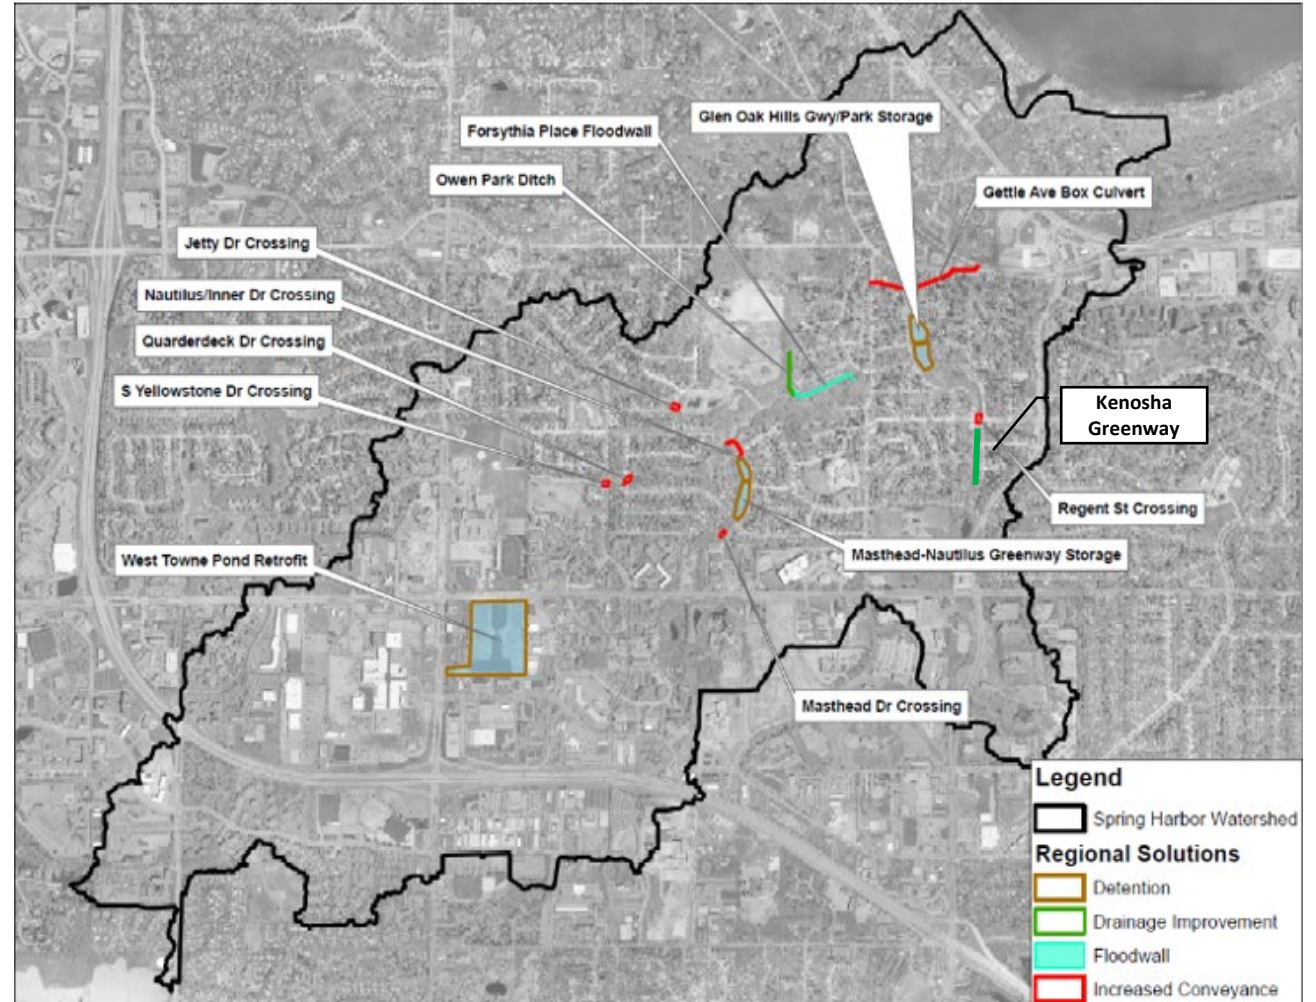 Glen Oak Hills Gwy/Park Storage
Forsythia Place Floodwall
Owen Park Ditch
Gettle Ave Box Culvert
Jetty Dr Crossing
Nautilus/Inner Dr Crossing
Quarderdeck Dr Crossing
S Yellowstone Dr Crossing
Kenosha
Greenway
Regent St Crossing
Masthead-Nautilus Greenway Storage
West Towne Pond Retrofit
Masthead Dr Crossing
Legend
Spring Harbor Watershed
Regional Solutions
Detention
Drainage Improvement
Floodwall
Increased Conveyance